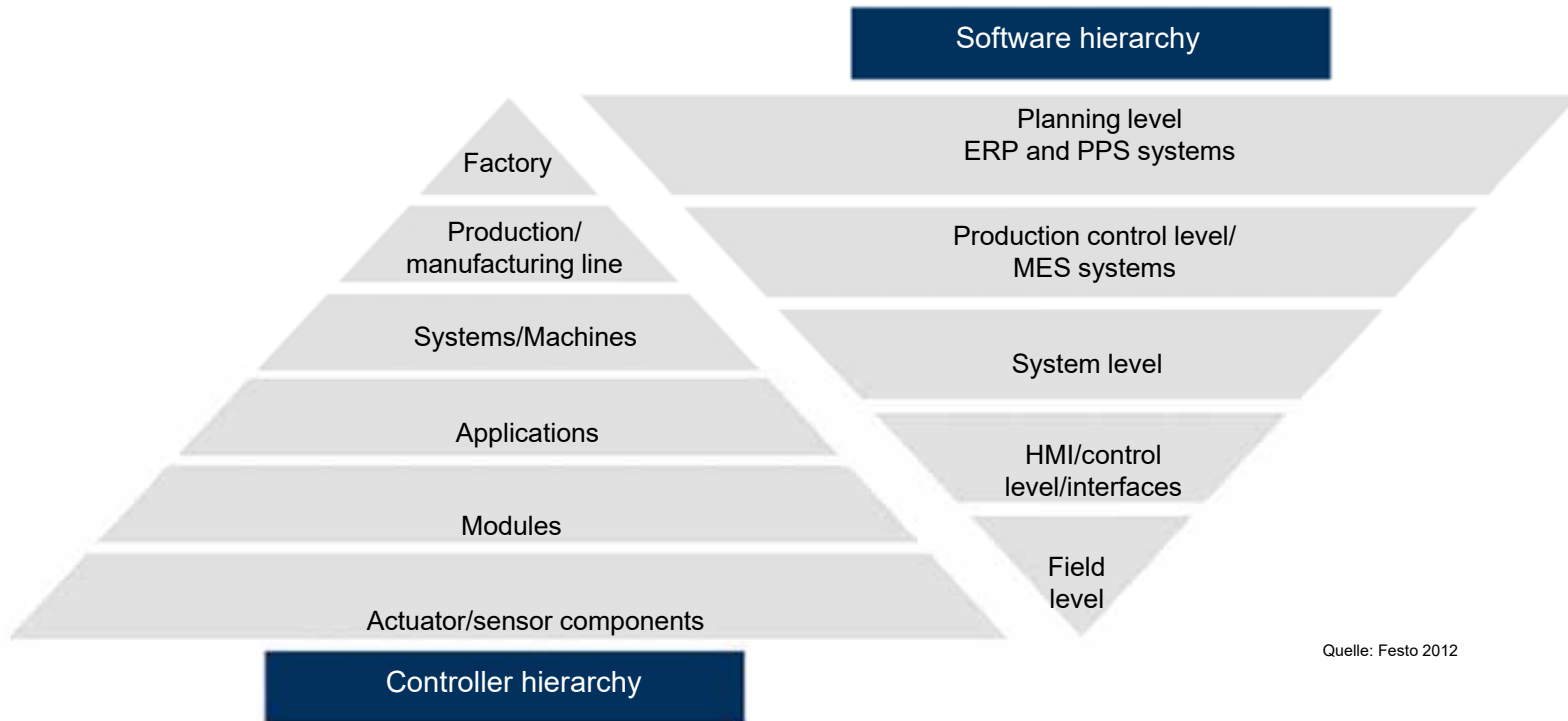 Software hierarchy
Factory
Production/
manufacturing line
Systems/Machines
Applications
Modules
Actuator/sensor components
Controller hierarchy
Planning level
ERP and PPS systems
Production control level/
MES systems
System level
HMI/control
level/interfaces
Field
level
Quelle: Festo 2012